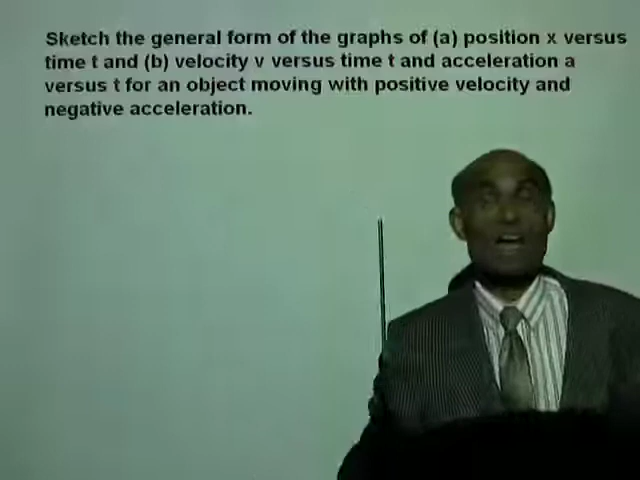 Sketch the general form of the graphs of (a) position x versus
time t and (b) velocity v versus time t and acceleration a
versus t for an object moving with positive velocity and
negative acceleration.